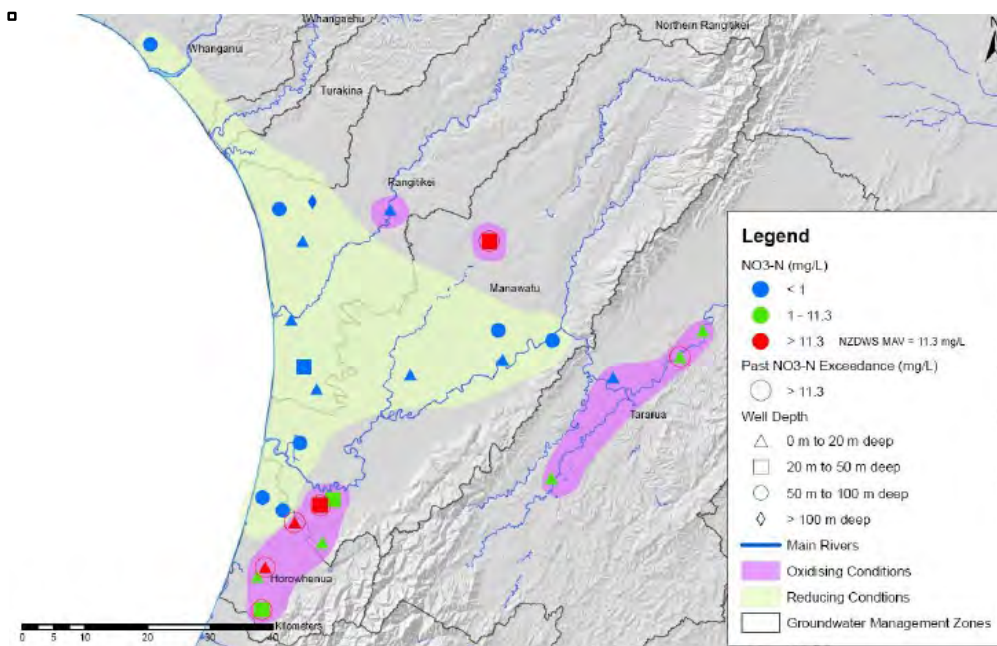 Whangaehu
Northern Rangitikei
N
Whanganui
Turakina
Rangitikei
Manawatu
Tararua
Horowhenua
Kilometers
0 5 10 20 30 40
Legend
NO3-N (mg/L)
< 1
1 - 11.3
> 11.3 NZDWS MAV = 11.3 mg/L
Past NO3-N Exceedance (mg/L)
> 11.3
Well Depth
0 m to 20 m deep
20 m to 50 m deep
50 m to 100 m deep
> 100 m deep
Main Rivers
Oxidising Conditions
Reducing Condtions
Groundwater Management Zones